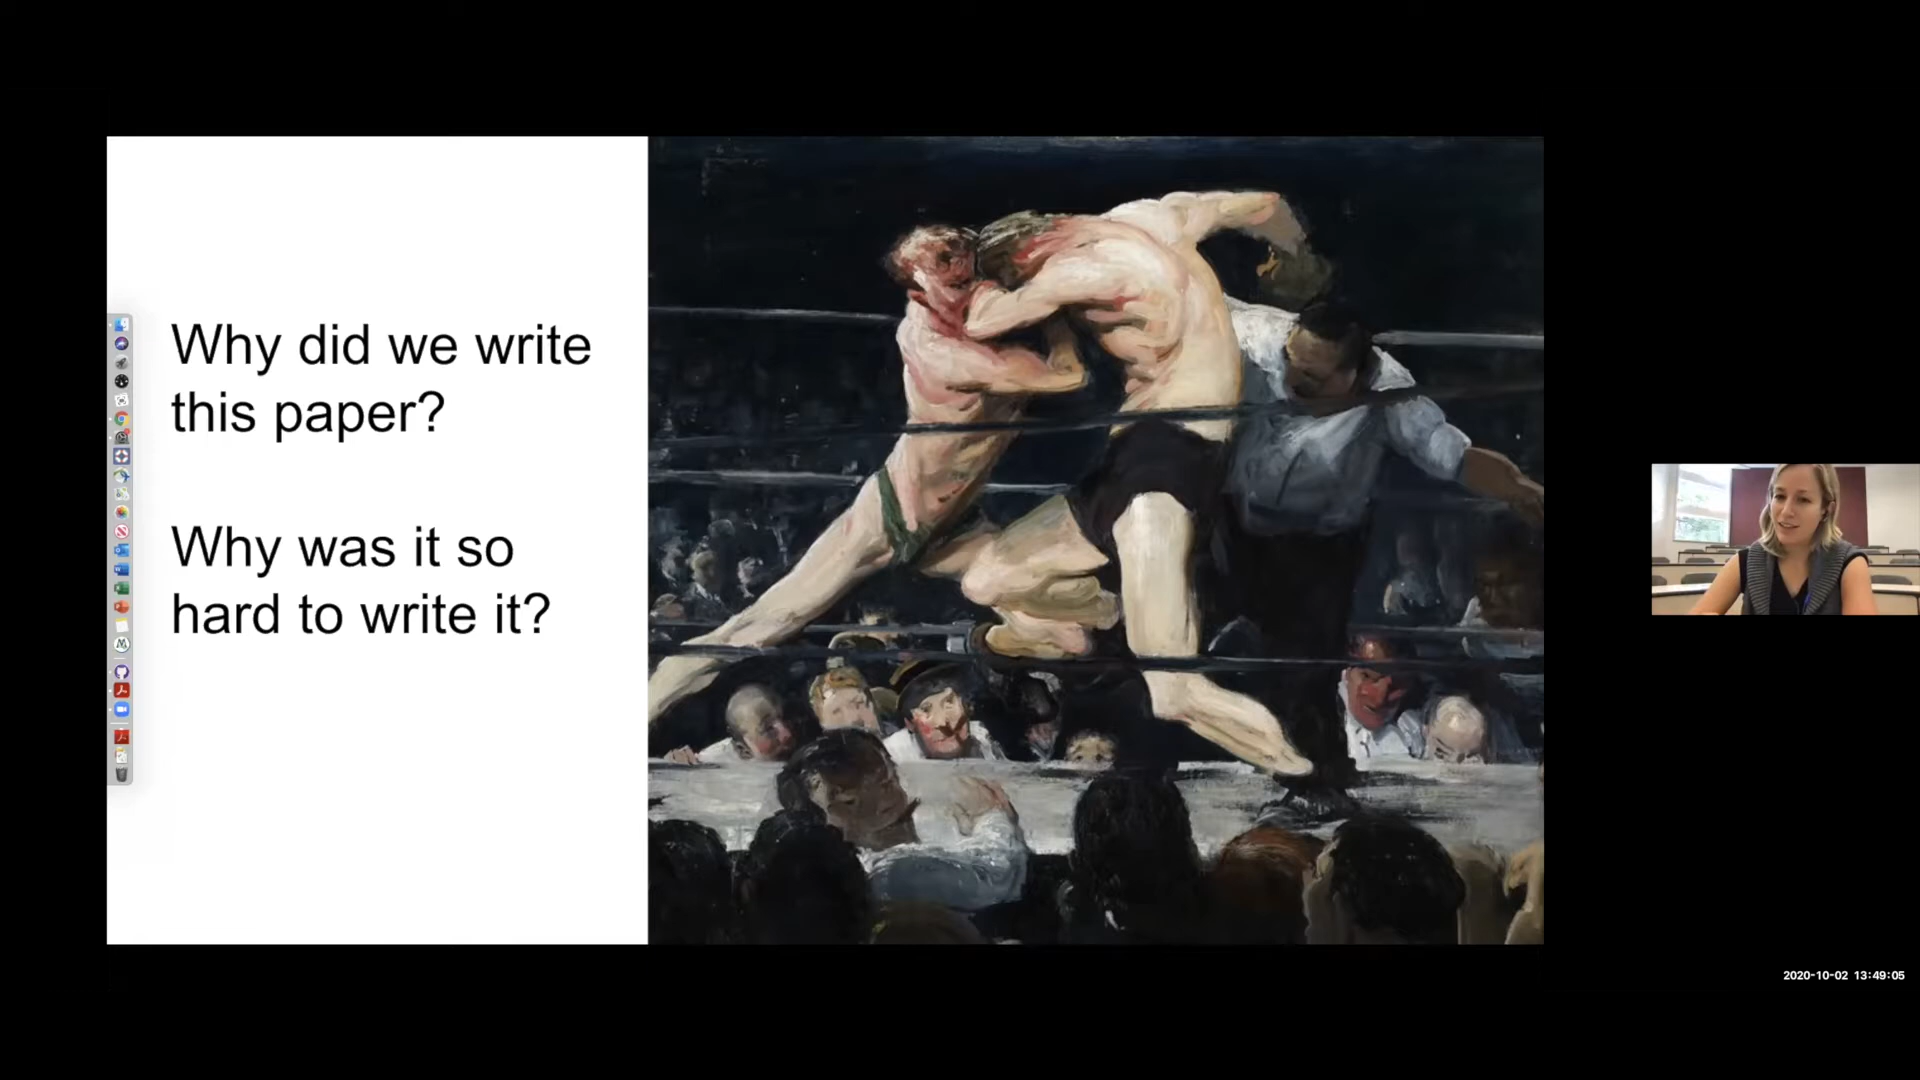 Why did we write
this paper?
Why was it so
hard to write it?
2020-10-02 13:49:05